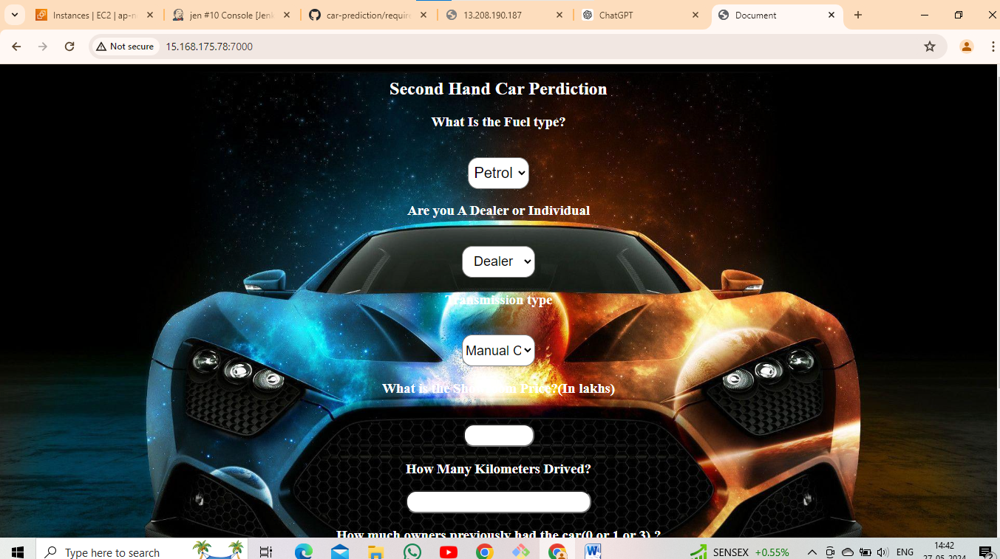 Instances | EC2 | ap-n
jen #10 Console [Jenk
car-prediction/require
13.208.190.187
ChatGPT
Document
Not secure
15.168.175.78:7000
Second Hand Car Perdiction
What Is the Fuel type?
Petrol
Are you A Dealer or Individual
Dealer
Transmission type
Manual C
What is the Showroom Price?(In lakhs)
How Many Kilometers Drived?
How much owners previously had the car(0 or 1 or 3) ?
Type here to search
SENSEX +0.55%
ENG
14:42
27-05-2024
2